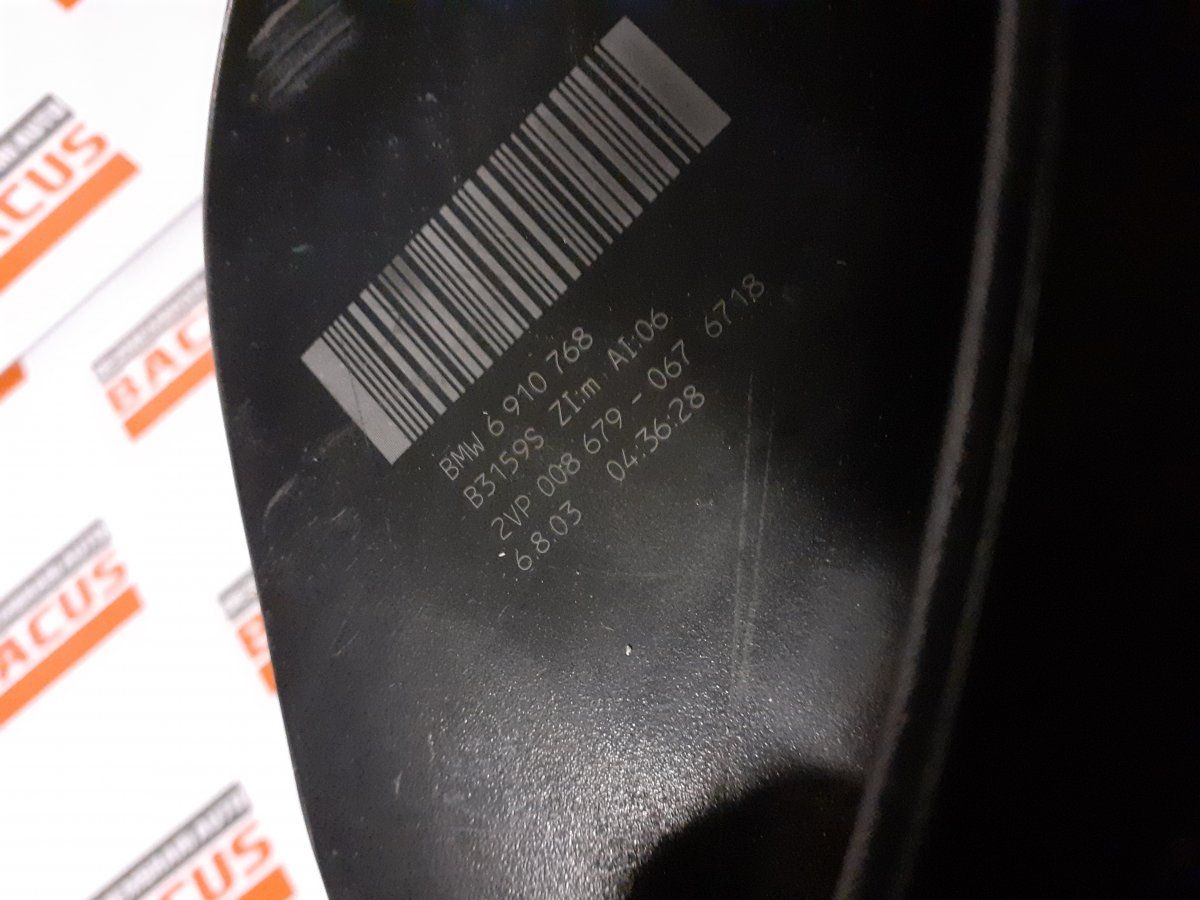 BMW 6 910 768
B3159S ZI:m AI:06
2VP 008 679 - 067 6718
6.8.03 04:36:28
BACUS
BACUS
BACUS
BACUS